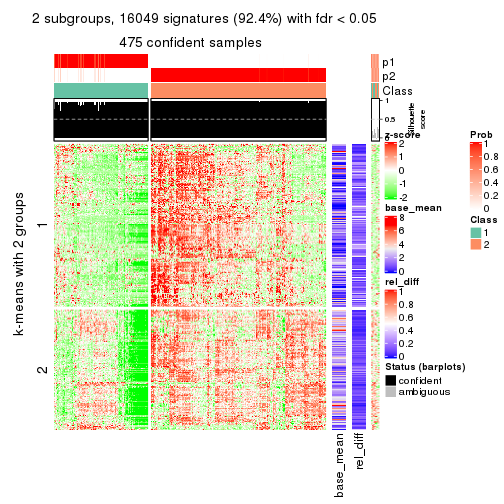 2 subgroups, 16049 signatures (92.4%) with fdr < 0.05
475 confident samples
p1
p2
Class
1
0.5
0
Silhouette
score
k-means with 2 groups
1
2
base_mean
rel_diff
z-score
2
1
0
-1
-2
base_mean
8
6
4
2
0
rel_diff
1
0.8
0.6
0.4
0.2
0
Status (barplots)
confident
ambiguous
Prob
1
0.8
0.6
0.4
0.2
0
Class
1
2